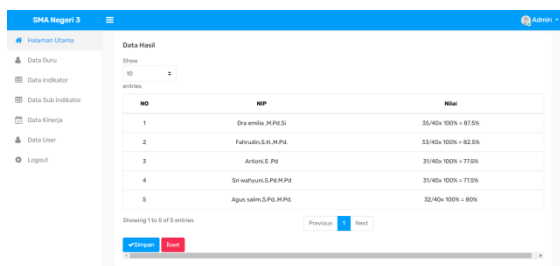 SMA Negeri 3
Admin
Halaman Utama
Data Guru
Data Indikator
Data Sub Indikator
Data Kinerja
Data User
Logout
Data Hasil
Show
10
entries
NO NIP Nilai
1 Dra emilia ,M.Pd.Si 35/40x 100% = 87.5%
2 Fahrudin,S.H.,M.Pd. 33/40x 100% = 82.5%
3 Antoni,S .Pd 31/40x 100% = 77.5%
4 Sri wahyuni,S.Pd,M.Pd 31/40x 100% = 77.5%
5 Agus salim,S.Pd.,M.Pd. 32/40x 100% = 80%
Showing 1 to 5 of 5 entries
Previous 1 Next
Simpan Reset